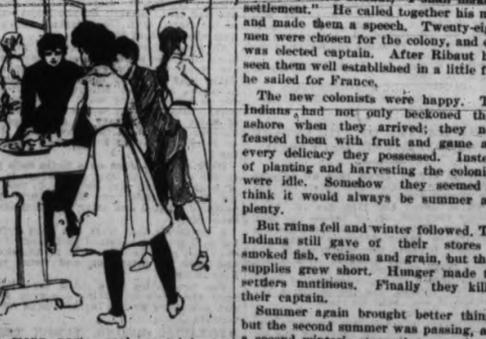 settlement." He called together his
and made them a speech. Twenty-eig
men were chosen for the colony, and
was elected captain. After Ribaut h
seen them well established in a little f
he sailed for France.
The new colonists were happy. T
Indians had not only beckoned the
ashore when they arrived; they n
feasted them with fruit and game a
every delicacy they possessed. Inste
of planting and harvesting the coloni
were idle. Somehow they seemed
think it would always be summer a
plenty.
But rains fell and winter followed. T
Indians still gave of their stores
smoked fish, venison and grain, but th
supplies grew short. Hunger made t
settlers mutinous. Finally they kill
their captain.
Summer again brought better thin
but the second summer was passing, a